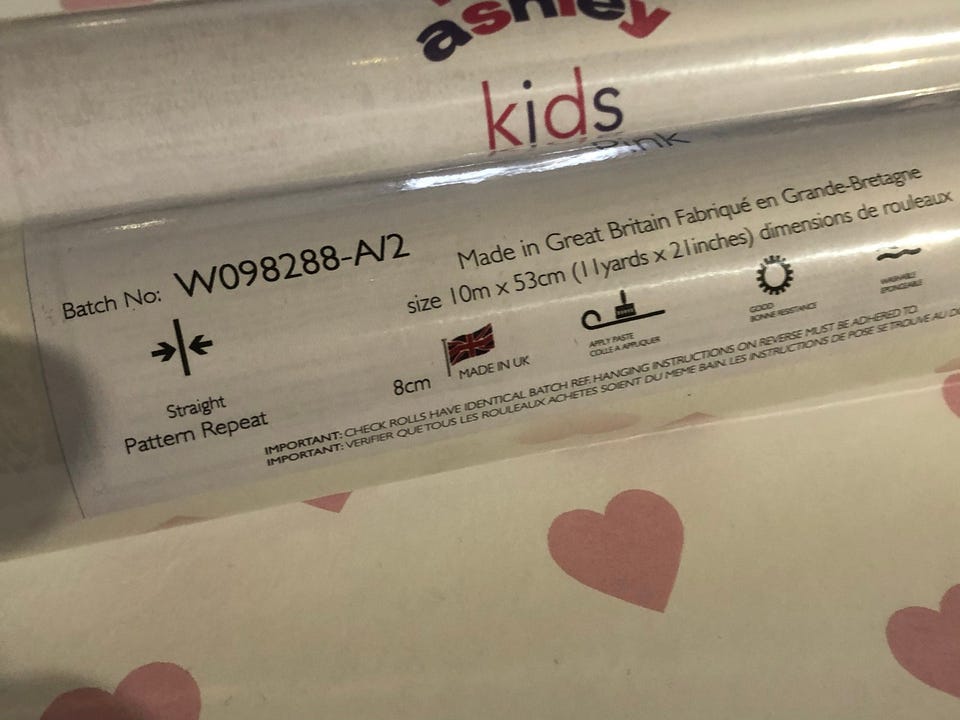 ashley
kids
Pink
Batch No: W098288-A/2
Made in Great Britain Fabriqué en Grande-Bretagne
size 10m x 53cm (11yards x 21inches) dimensions de rouleaux
Straight
Pattern Repeat
8cm
MADE IN UK
APPLY PASTE
COLLE A APPLIQUER
GOOD
BONNE RESISTANCE
WASHABLE
EPONGEABLE
IMPORTANT: CHECK ROLLS HAVE IDENTICAL BATCH REF. HANGING INSTRUCTIONS ON REVERSE MUST BE ADHERED TO.
IMPORTANT: VERIFIER QUE TOUS LES ROULEAUX ACHETES SOIENT DU MEME BAIN. LES INSTRUCTIONS DE POSE SE TROUVE AU